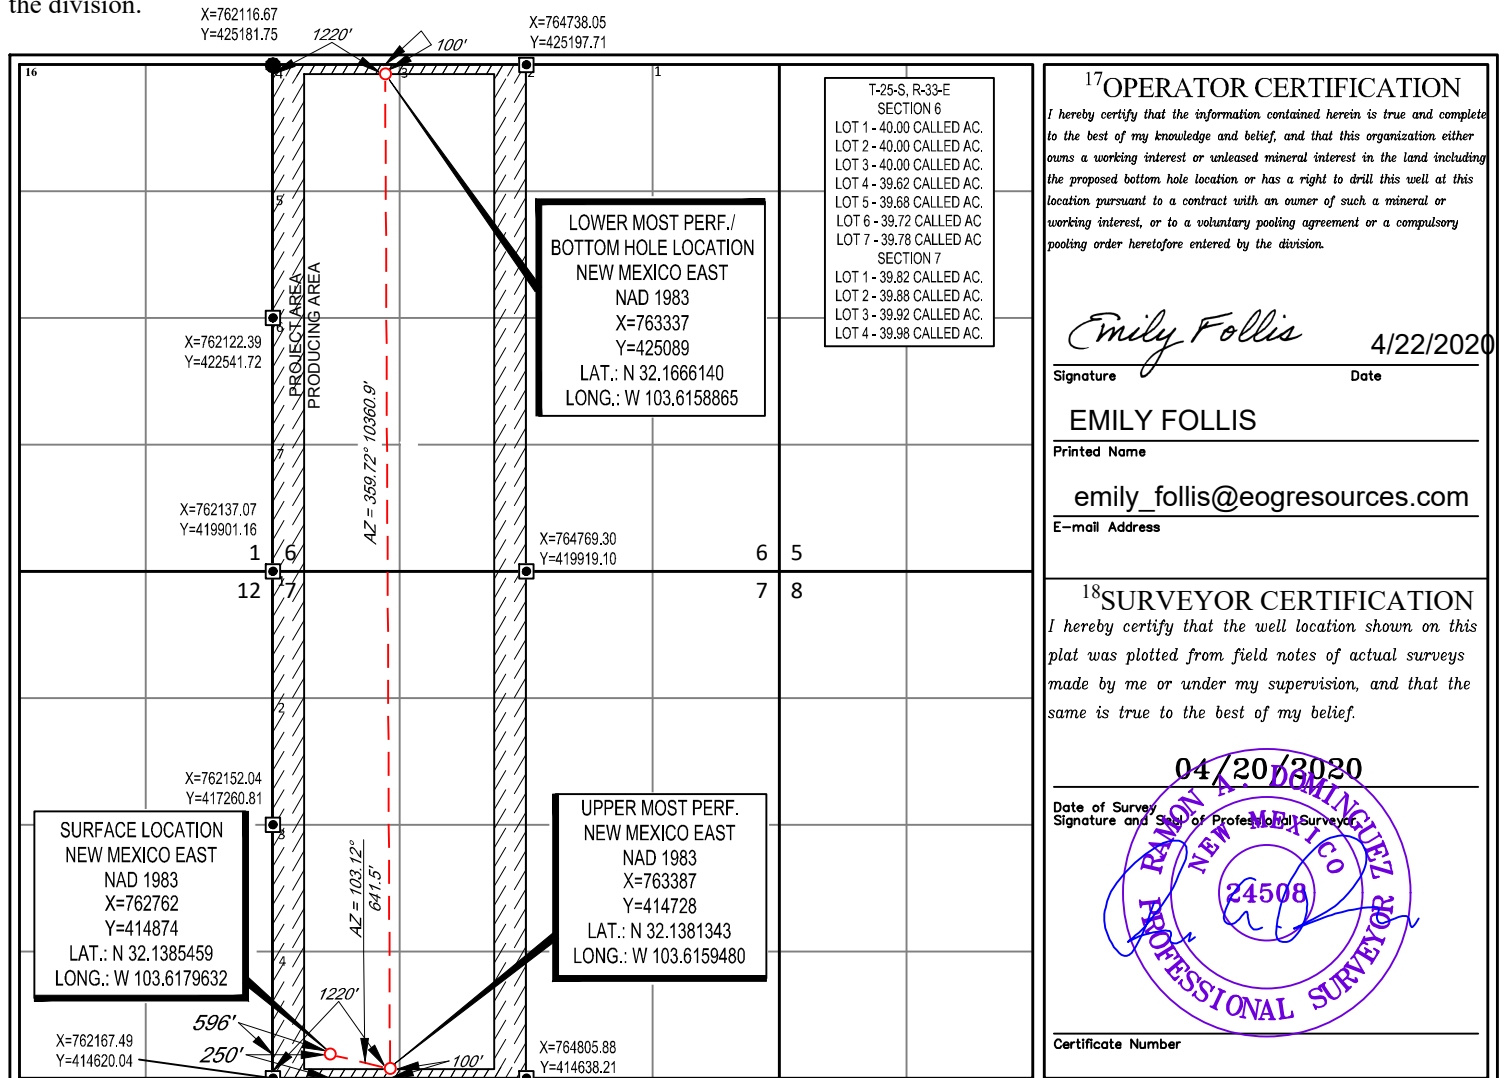 the division.
X=762116.67
Y=425181.75
1220'
100'
X=764738.05
Y=425197.71
16
4
3
2
1
T-25-S, R-33-E
SECTION 6
LOT 1 - 40.00 CALLED AC.
LOT 2 - 40.00 CALLED AC.
LOT 3 - 40.00 CALLED AC.
LOT 4 - 39.62 CALLED AC.
LOT 5 - 39.68 CALLED AC.
LOT 6 - 39.72 CALLED AC
LOT 7 - 39.78 CALLED AC
SECTION 7
LOT 1 - 39.82 CALLED AC.
LOT 2 - 39.88 CALLED AC.
LOT 3 - 39.92 CALLED AC.
LOT 4 - 39.98 CALLED AC.
5
LOWER MOST PERF./
BOTTOM HOLE LOCATION
NEW MEXICO EAST
NAD 1983
X=763337
Y=425089
LAT.: N 32.1666140
LONG.: W 103.6158865
PROJECT AREA
PRODUCING AREA
6
X=762122.39
Y=422541.72
AZ = 359.72° 10360.9'
7
X=762137.07
Y=419901.16
X=764769.30
Y=419919.10
1 6
6 5
12 7
7 8
1
2
X=762152.04
Y=417260.81
3
SURFACE LOCATION
NEW MEXICO EAST
NAD 1983
X=762762
Y=414874
LAT.: N 32.1385459
LONG.: W 103.6179632
AZ = 103.12°
641.5'
UPPER MOST PERF.
NEW MEXICO EAST
NAD 1983
X=763387
Y=414728
LAT.: N 32.1381343
LONG.: W 103.6159480
4
1220'
596'
250'
100'
X=762167.49
Y=414620.04
X=764805.88
Y=414638.21
17OPERATOR CERTIFICATION
I hereby certify that the information contained herein is true and complete
to the best of my knowledge and belief, and that this organization either
owns a working interest or unleased mineral interest in the land including
the proposed bottom hole location or has a right to drill this well at this
location pursuant to a contract with an owner of such a mineral or
working interest, or to a voluntary pooling agreement or a compulsory
pooling order heretofore entered by the division.
Emily Follis
4/22/2020
Signature Date
EMILY FOLLIS
Printed Name
emily_follis@eogresources.com
E-mail Address
18SURVEYOR CERTIFICATION
I hereby certify that the well location shown on this
plat was plotted from field notes of actual surveys
made by me or under my supervision, and that the
same is true to the best of my belief.
04/20/2020
Date of Survey
Signature and Seal of Professional Surveyor
RAMON A. DOMINGUEZ
NEW MEXICO
24508
PROFESSIONAL SURVEYOR
Certificate Number